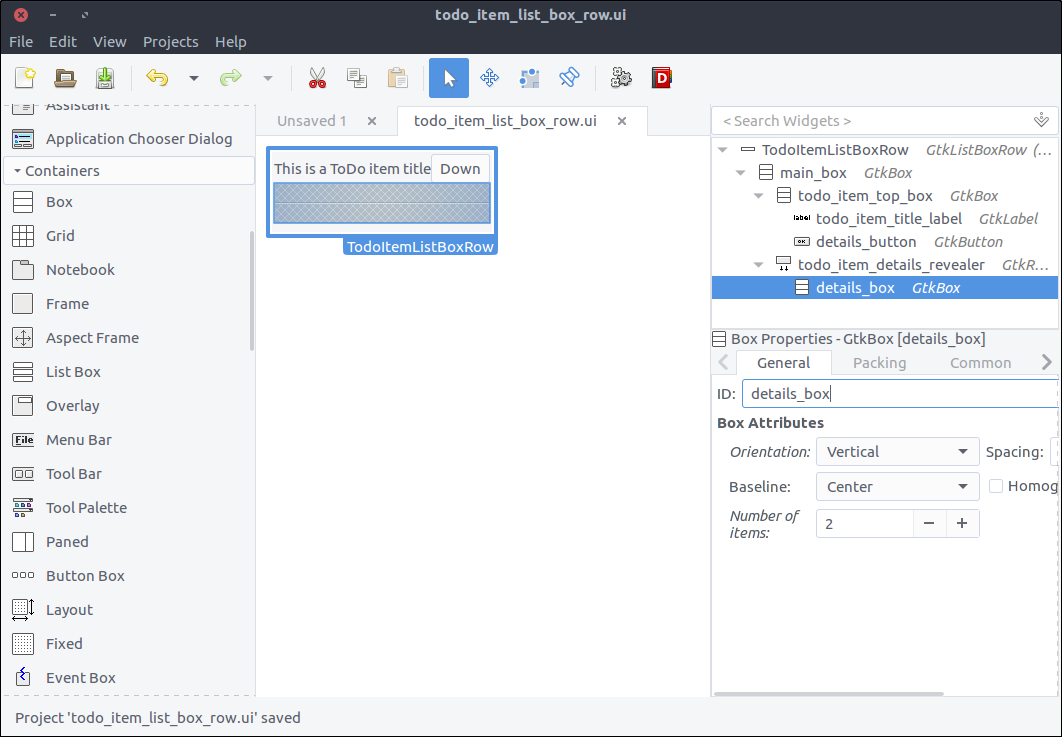 todo_item_list_box_row.ui
File Edit View Projects Help
Assistant
Application Chooser Dialog
Containers
Box
Grid
Notebook
Frame
Aspect Frame
List Box
Overlay
File Menu Bar
Tool Bar
Tool Palette
Paned
Button Box
Layout
Fixed
Event Box
Unsaved 1
todo_item_list_box_row.ui
This is a ToDo item title Down
TodoItemListBoxRow
< Search Widgets >
TodoItemListBoxRow GtkListBoxRow (...
main_box GtkBox
todo_item_top_box GtkBox
label todo_item_title_label GtkLabel
OK details_button GtkButton
todo_item_details_revealer GtkR...
details_box GtkBox
Box Properties - GtkBox [details_box]
General Packing Common
ID: details_box
Box Attributes
Orientation: Vertical Spacing:
Baseline: Center Homog
Number of
items: 2
Project 'todo_item_list_box_row.ui' saved